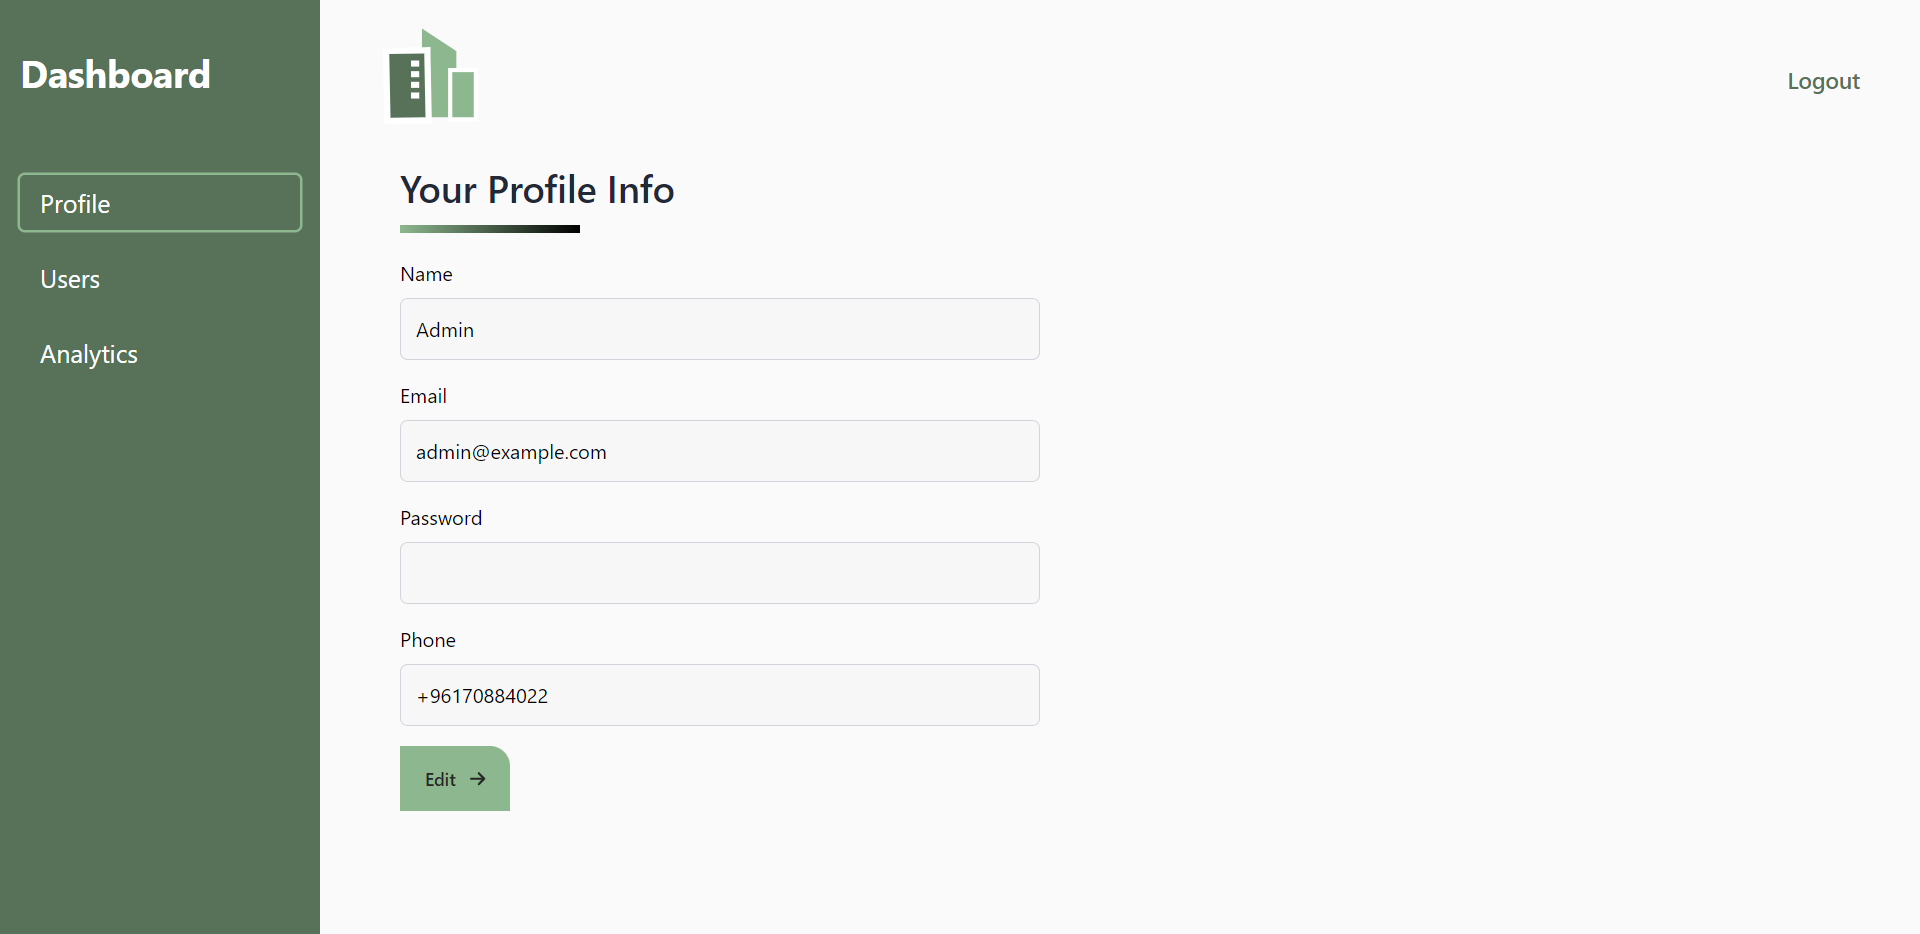 Dashboard
Profile
Users
Analytics
Logout
Your Profile Info
Name
Admin
Email
admin@example.com
Password
Phone
+96170884022
Edit →